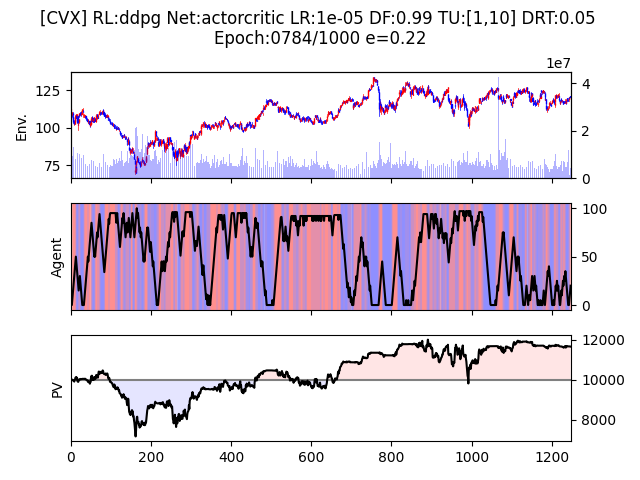 [CVX] RL:ddpg Net:actorcritic LR:1e-05 DF:0.99 TU:[1,10] DRT:0.05
Epoch:0784/1000 e=0.22
1e7
Env.
125
100
75
4
2
0
Agent
100
50
0
PV
12000
10000
8000
0 200 400 600 800 1000 1200